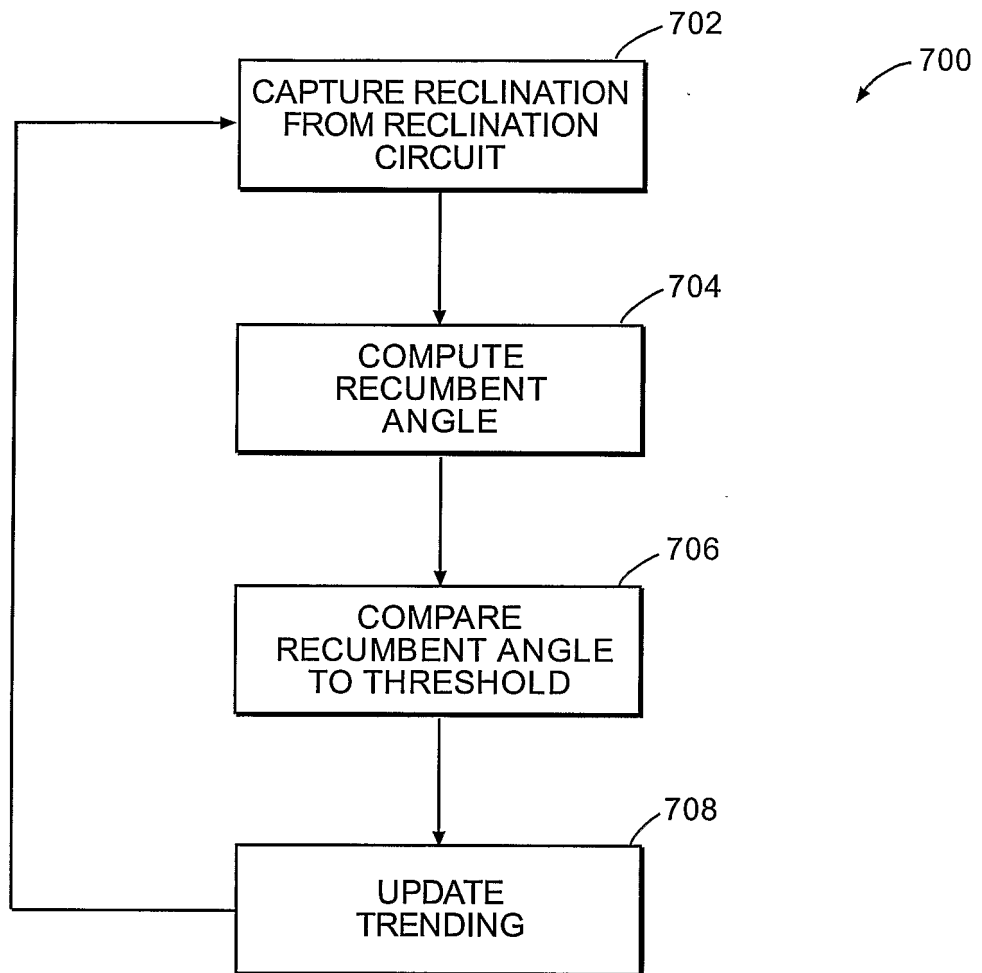 702
700
CAPTURE RECLINATION
FROM RECLINATION
CIRCUIT
704
COMPUTE
RECUMBENT
ANGLE
706
COMPARE
RECUMBENT ANGLE
TO THRESHOLD
708
UPDATE
TRENDING